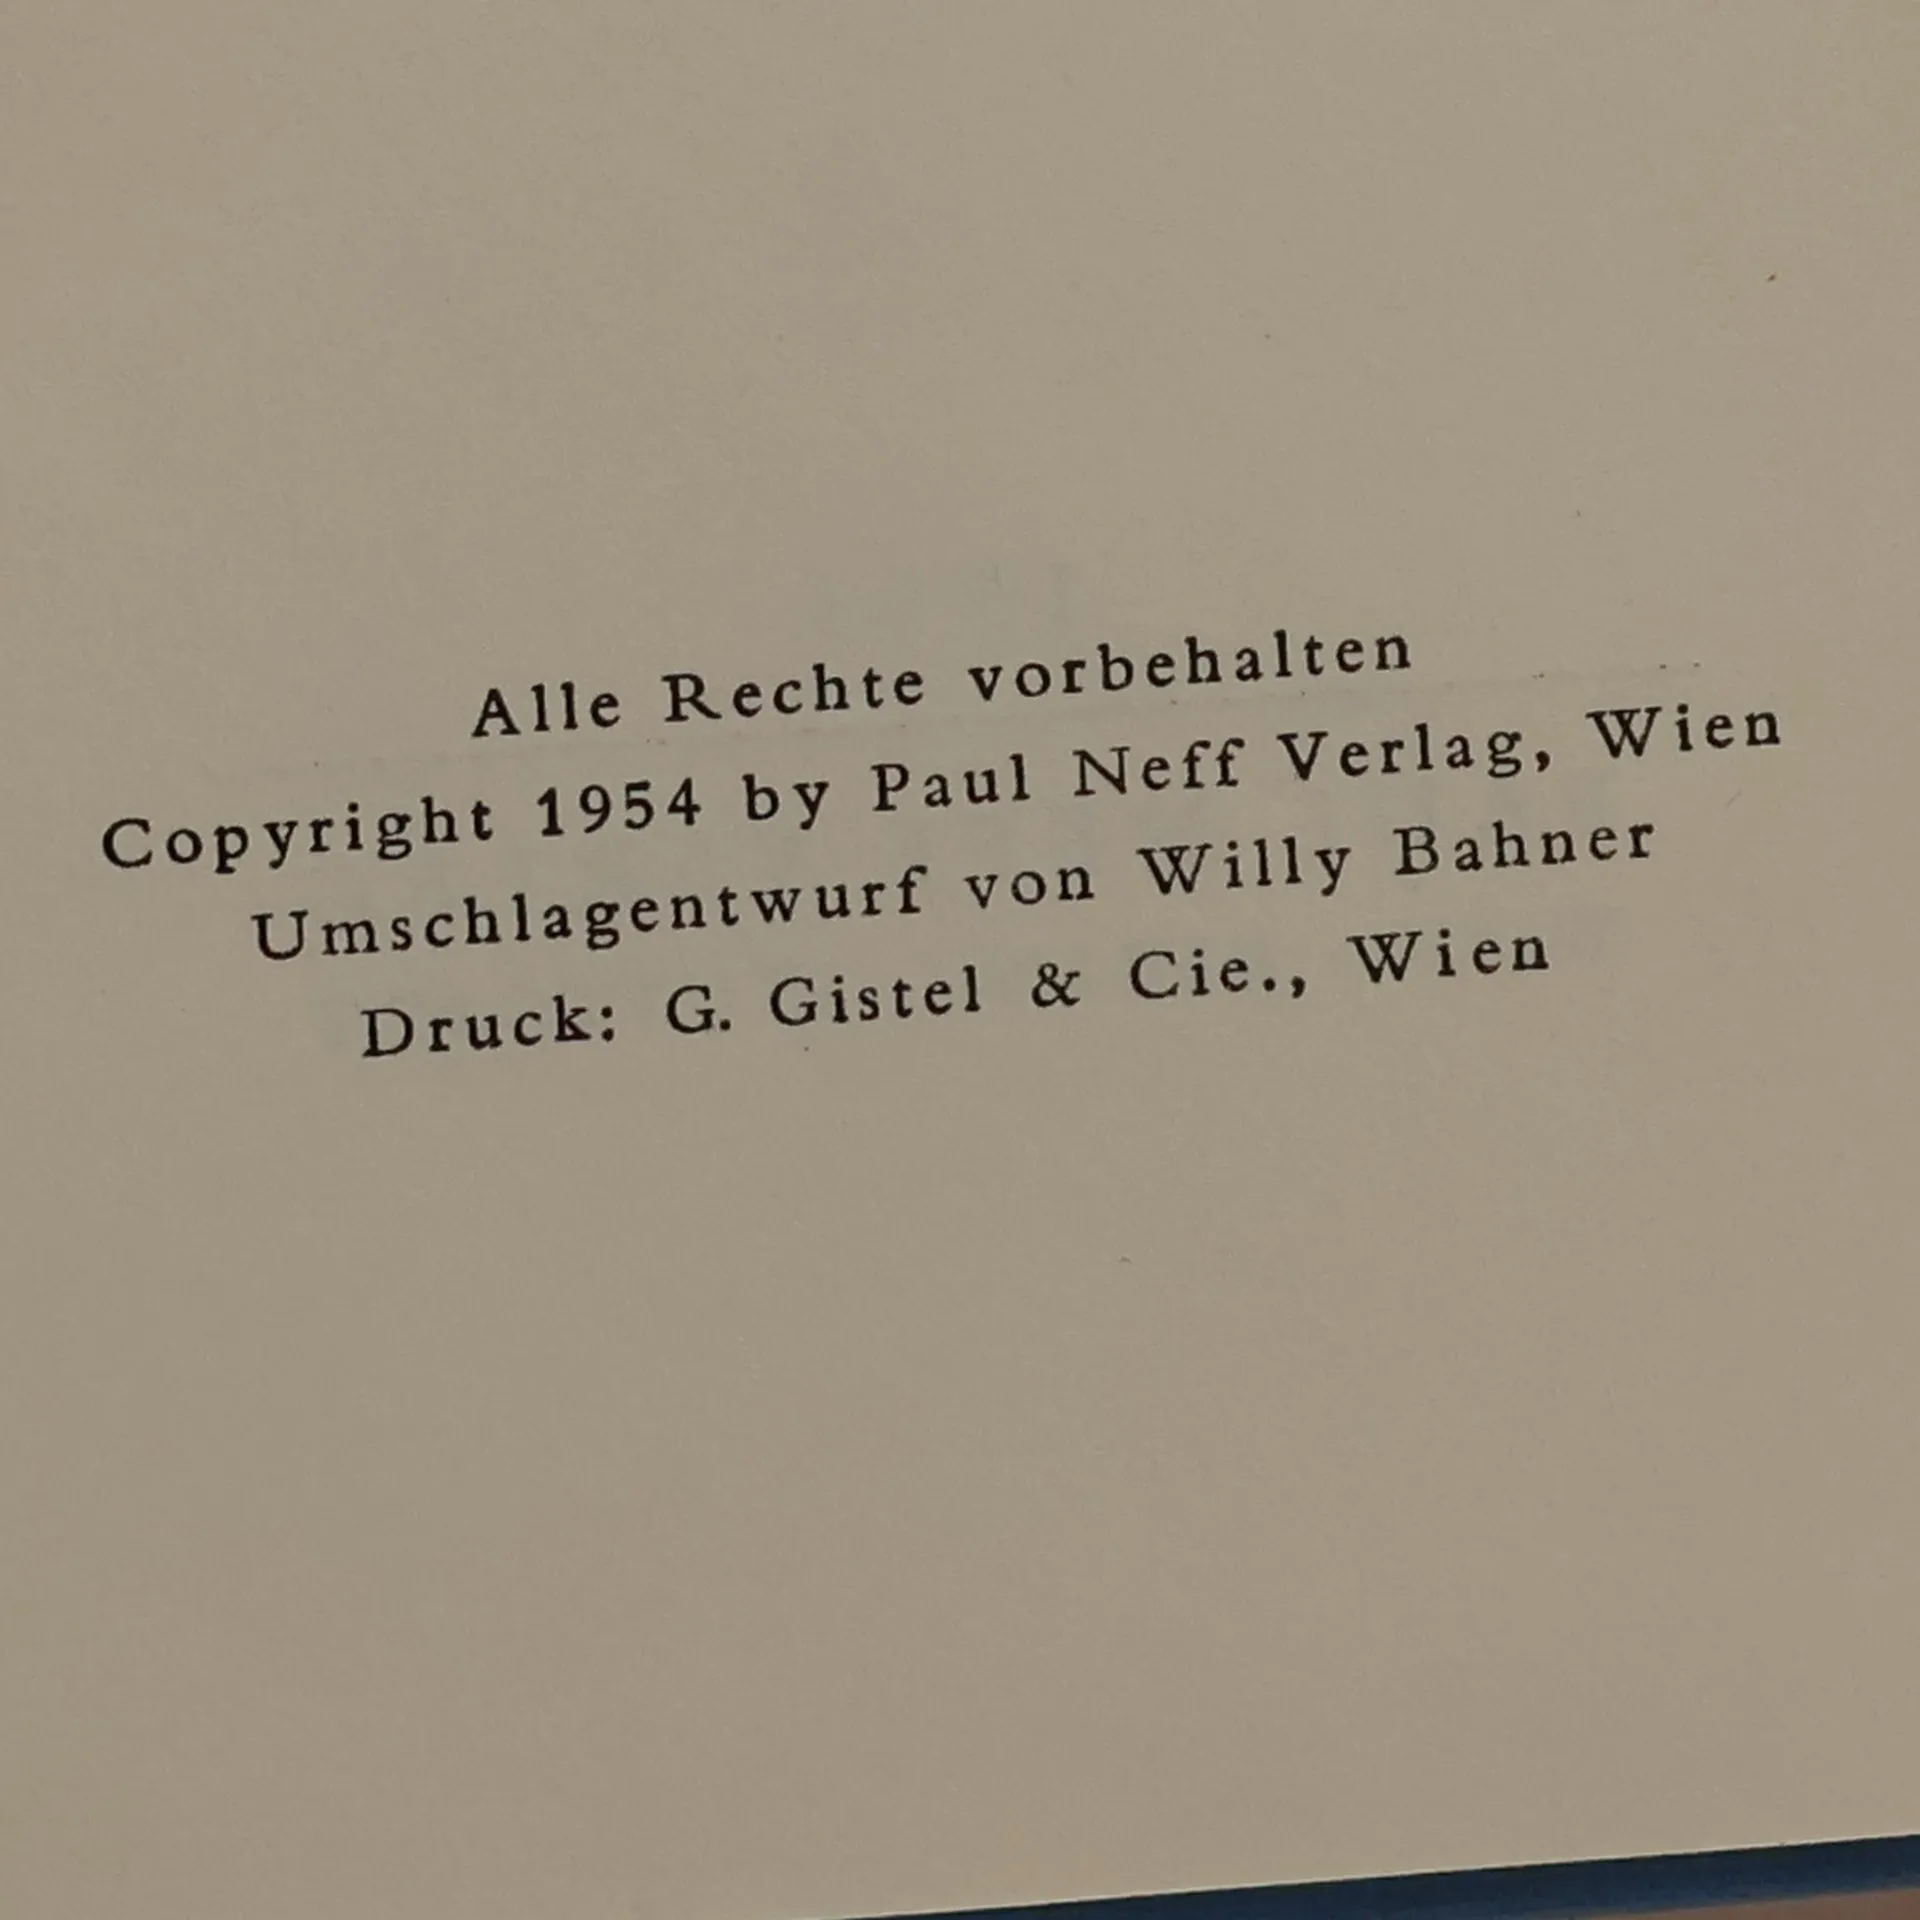 Alle Rechte vorbehalten
Copyright 1954 by Paul Neff Verlag, Wien
Umschlagentwurf von Willy Bahner
Druck: G. Gistel & Cie., Wien